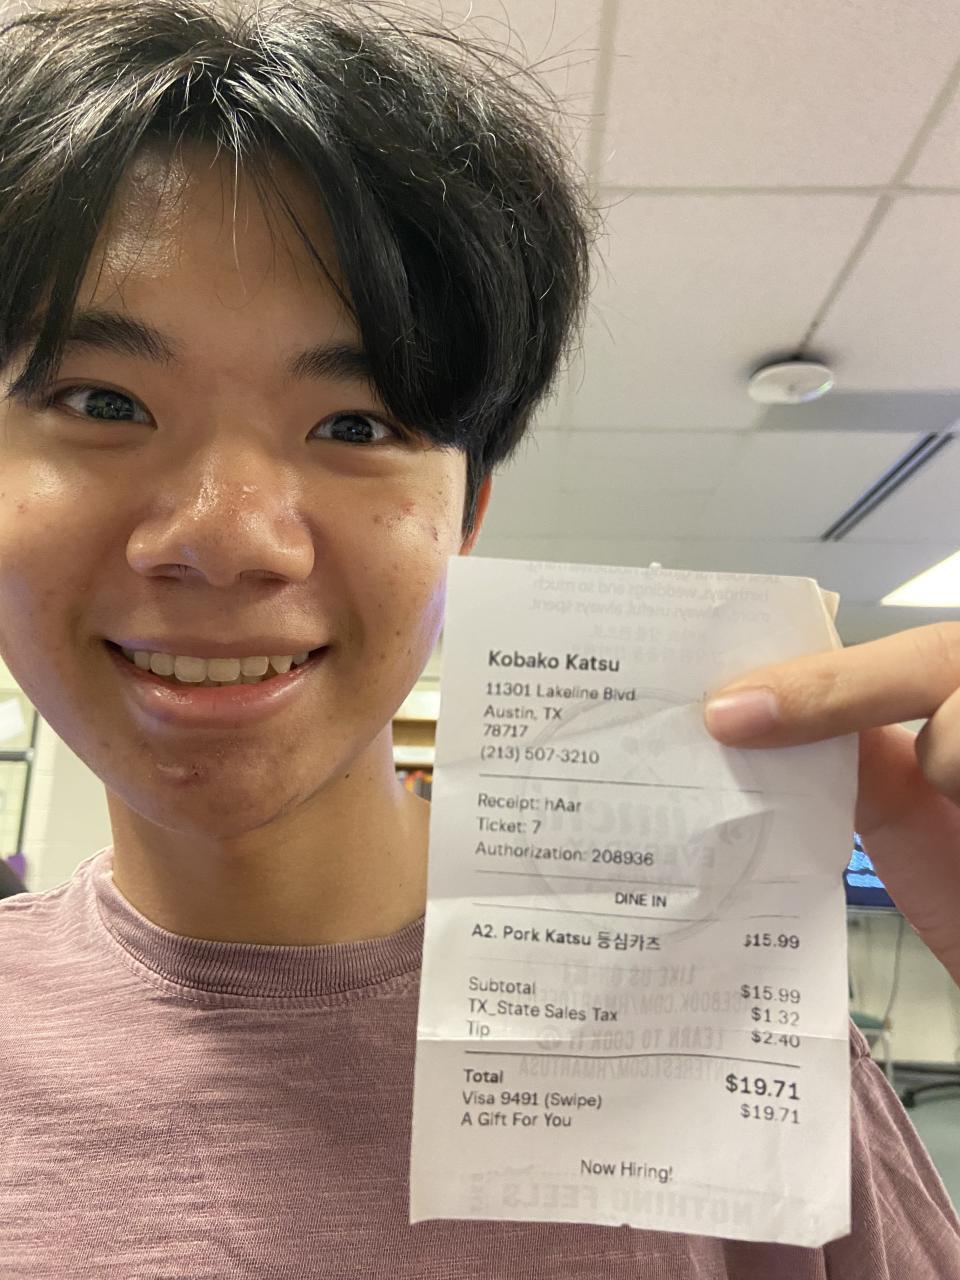 Kobako Katsu
11301 Lakeline Blvd
Austin, TX
78717
(213) 507-3210
Receipt: hAar
Ticket: 7
Authorization: 208936
DINE IN
A2. Pork Katsu 등심카츠 $15.99
Subtotal $15.99
TX_State Sales Tax $1.32
Tip $2.40
Total $19.71
Visa 9491 (Swipe) $19.71
A Gift For You
Now Hiring!